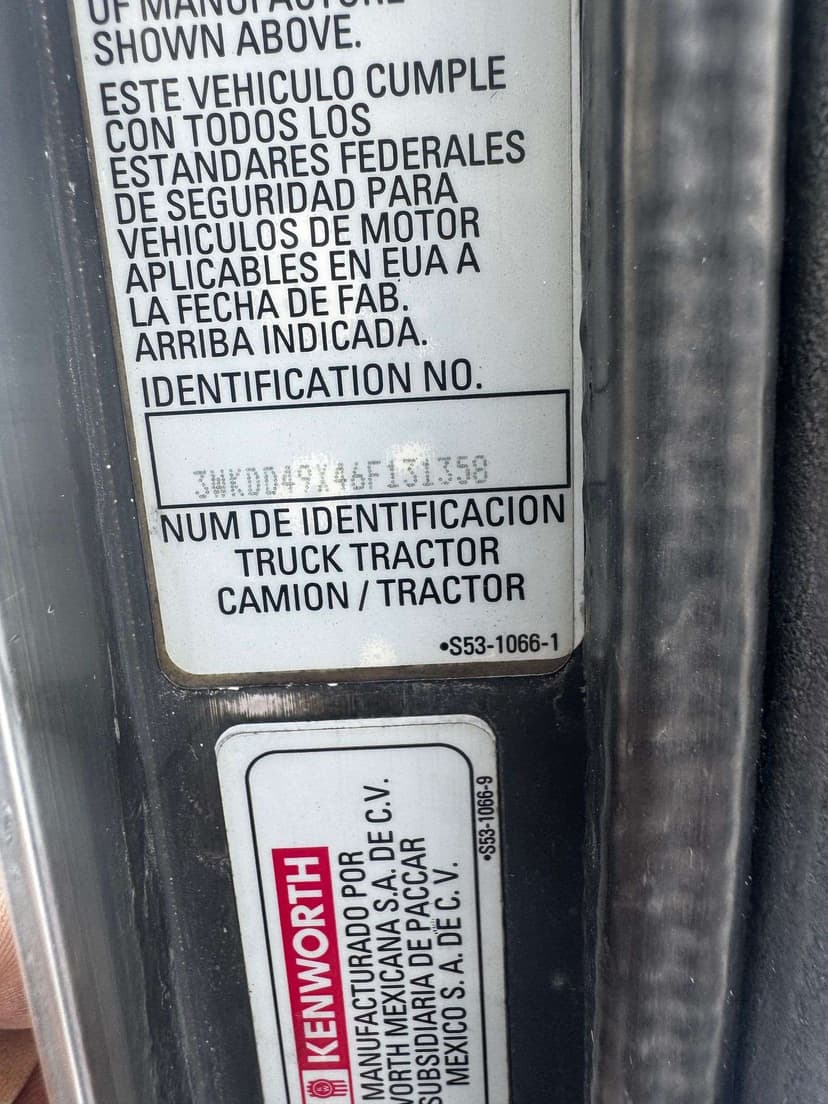 OF MANUFACTURE
SHOWN ABOVE.
ESTE VEHICULO CUMPLE
CON TODOS LOS
ESTANDARES FEDERALES
DE SEGURIDAD PARA
VEHICULOS DE MOTOR
APLICABLES EN EUA A
LA FECHA DE FAB.
ARRIBA INDICADA.
IDENTIFICATION NO.
3WKDD49X46F131358
NUM DE IDENTIFICACION
TRUCK TRACTOR
CAMION / TRACTOR
•S53-1066-1
KENWORTH
MANUFACTURADO POR
WORTH MEXICANA S.A. DE C.V.
SUBSIDIARIA DE PACCAR
MEXICO S. A. DE C. V.
•S53-1066-9